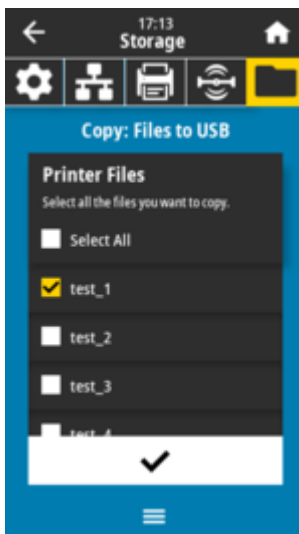 17:13
Storage
Copy: Files to USB
Printer Files
Select all the files you want to copy.
Select All
test_1
test_2
test_3
test_4